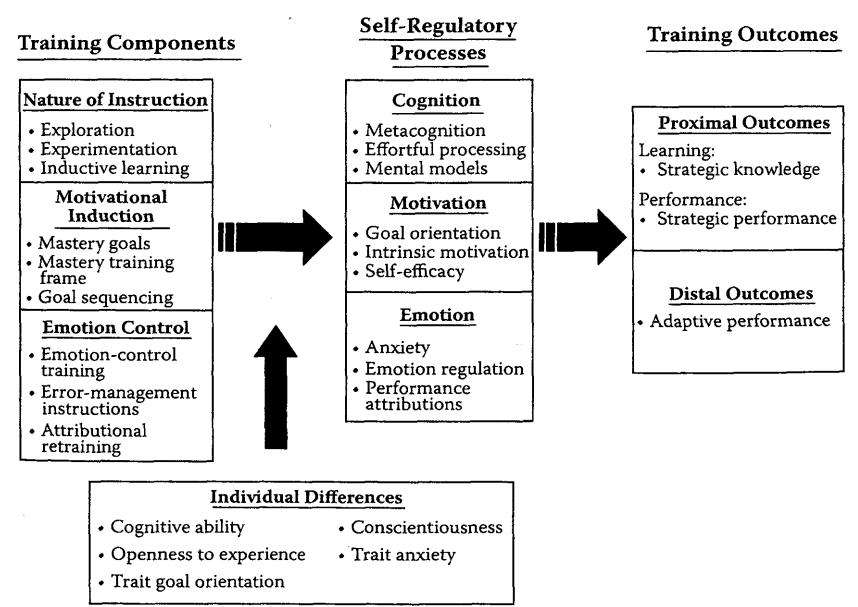 Training Components
Nature of Instruction
• Exploration
• Experimentation
• Inductive learning
Motivational
Induction
• Mastery goals
• Mastery training
frame
• Goal sequencing
Emotion Control
• Emotion-control
training
• Error-management
instructions
• Attributional
retraining
Self-Regulatory
Processes
Cognition
• Metacognition
• Effortful processing
• Mental models
Motivation
• Goal orientation
• Intrinsic motivation
• Self-efficacy
Emotion
• Anxiety
• Emotion regulation
• Performance
attributions
Training Outcomes
Proximal Outcomes
Learning:
• Strategic knowledge
Performance:
• Strategic performance
Distal Outcomes
• Adaptive performance
Individual Differences
• Cognitive ability
• Openness to experience
• Trait goal orientation
• Conscientiousness
• Trait anxiety